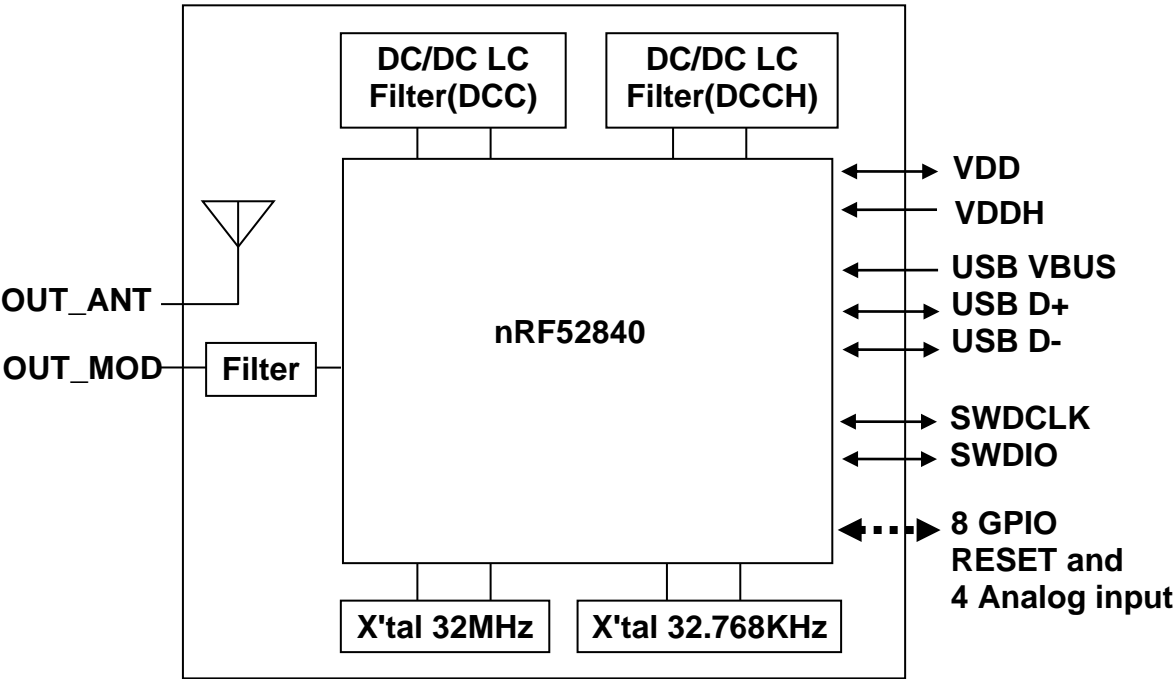 DC/DC LC
Filter(DCC)
DC/DC LC
Filter(DCCH)
VDD
VDDH
USB VBUS
USB D+
USB D-
OUT_ANT
OUT_MOD
Filter
nRF52840
SWDCLK
SWDIO
8 GPIO
RESET and
4 Analog input
X'tal 32MHz
X'tal 32.768KHz